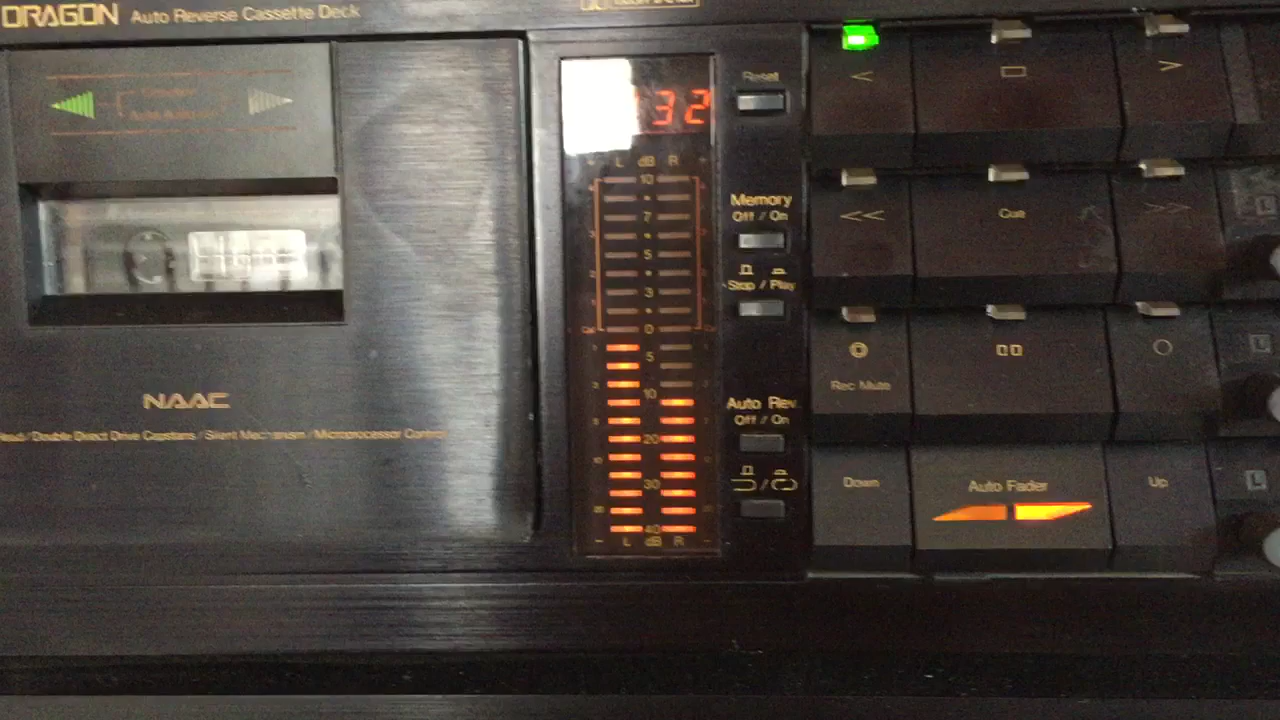 DRAGON Auto Reverse Cassette Deck
Reset
32
L dB R
10
7
5
3
0
5
10
20
30
40
L dB R
Memory
Off / On
Stop / Play
Auto Rev.
Off / On
NAAC
Double Direct Drive Capstans / Silent Mechanism / Microprocessor Control
<
>
<<
Cue
>>
Rec Mute
Down
Auto Fader
Up
L
L